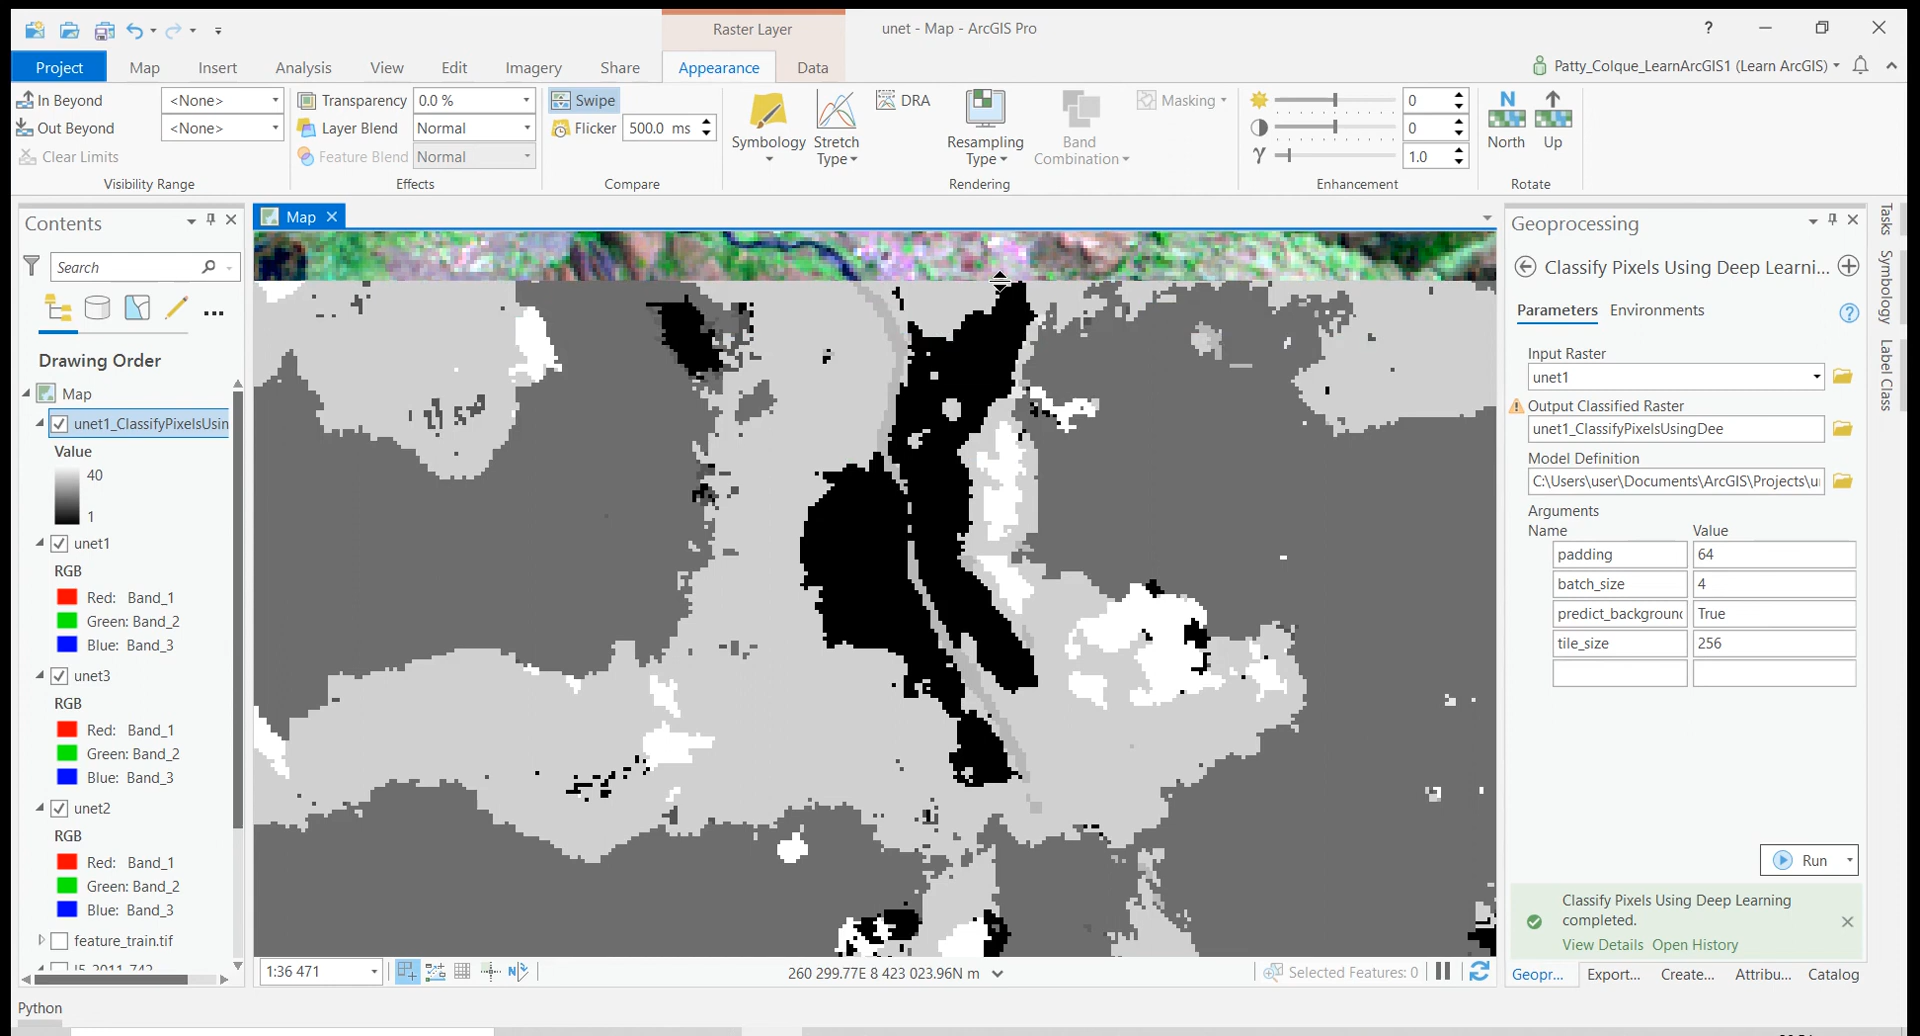 Raster Layer
unet - Map - ArcGIS Pro
?
Project
Map
Insert
Analysis
View
Edit
Imagery
Share
Appearance
Data
Patty_Colque_LearnArcGIS1 (Learn ArcGIS)
In Beyond
<None>
Out Beyond
<None>
Clear Limits
Visibility Range
Transparency
0.0 %
Layer Blend
Normal
Feature Blend
Normal
Effects
Swipe
Flicker
500.0 ms
Compare
Symbology
Stretch
Type
DRA
Resampling
Type
Band
Combination
Masking
Rendering
0
0
1.0
Enhancement
N
North
Up
Rotate
Contents
Search
Drawing Order
Map
unet1_ClassifyPixelsUsin
Value
40
1
unet1
RGB
Red: Band_1
Green: Band_2
Blue: Band_3
unet3
RGB
Red: Band_1
Green: Band_2
Blue: Band_3
unet2
RGB
Red: Band_1
Green: Band_2
Blue: Band_3
feature_train.tif
Map
1:36 471
260 299.77E 8 423 023.96N m
Selected Features: 0
Geoprocessing
Classify Pixels Using Deep Learni...
Parameters
Environments
?
Input Raster
unet1
Output Classified Raster
unet1_ClassifyPixelsUsingDee
Model Definition
C:\Users\user\Documents\ArcGIS\Projects\u
Arguments
Name Value
padding 64
batch_size 4
predict_background True
tile_size 256
Run
Classify Pixels Using Deep Learning
completed.
View Details Open History
Geopr...
Export...
Create...
Attribu...
Catalog
Tasks
Symbology
Label Class
Python